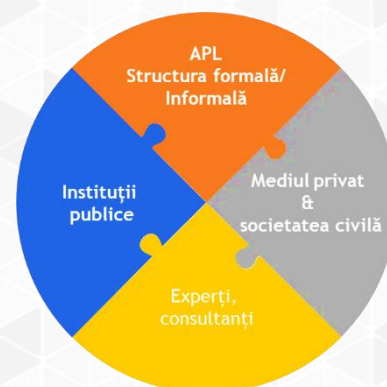 APL
Structura formală/
Informală
Instituții
publice
Mediul privat
&
societatea civilă
Experți,
consultanți